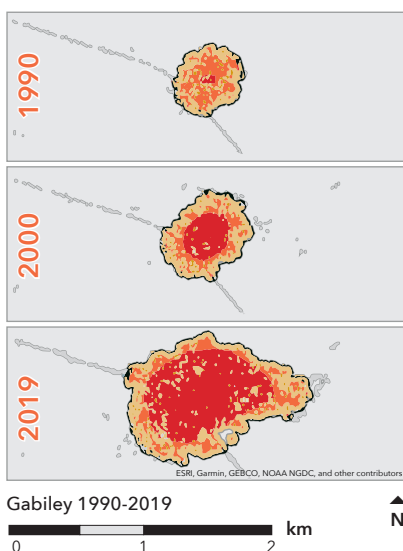 1990
2000
2019
ESRI, Garmin, GEBCO, NOAA NGDC, and other contributors
Gabiley 1990-2019
km
0 1 2
N